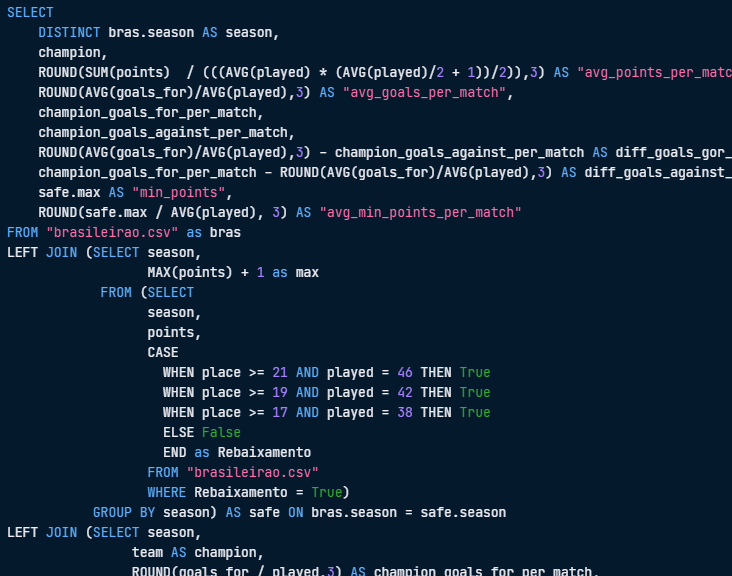 SELECT
DISTINCT bras.season AS season,
champion,
ROUND(SUM(points)  / (((AVG(played) * (AVG(played)/2 + 1))/2)),3) AS "avg_points_per_matc
ROUND(AVG(goals_for)/AVG(played),3) AS "avg_goals_per_match",
champion_goals_for_per_match,
champion_goals_against_per_match,
ROUND(AVG(goals_for)/AVG(played),3) - champion_goals_against_per_match AS diff_goals_gor_
champion_goals_for_per_match - ROUND(AVG(goals_for)/AVG(played),3) AS diff_goals_against_
safe.max AS "min_points",
ROUND(safe.max / AVG(played), 3) AS "avg_min_points_per_match"
FROM "brasileirao.csv" as bras
LEFT JOIN (SELECT season,
MAX(points) + 1 as max
FROM (SELECT
season,
points,
CASE
WHEN place >= 21 AND played = 46 THEN True
WHEN place >= 19 AND played = 42 THEN True
WHEN place >= 17 AND played = 38 THEN True
ELSE False
END as Rebaixamento
FROM "brasileirao.csv"
WHERE Rebaixamento = True)
GROUP BY season) AS safe ON bras.season = safe.season
LEFT JOIN (SELECT season,
team AS champion,
ROUND(goals_for / played,3) AS champion_goals_for_per_match,